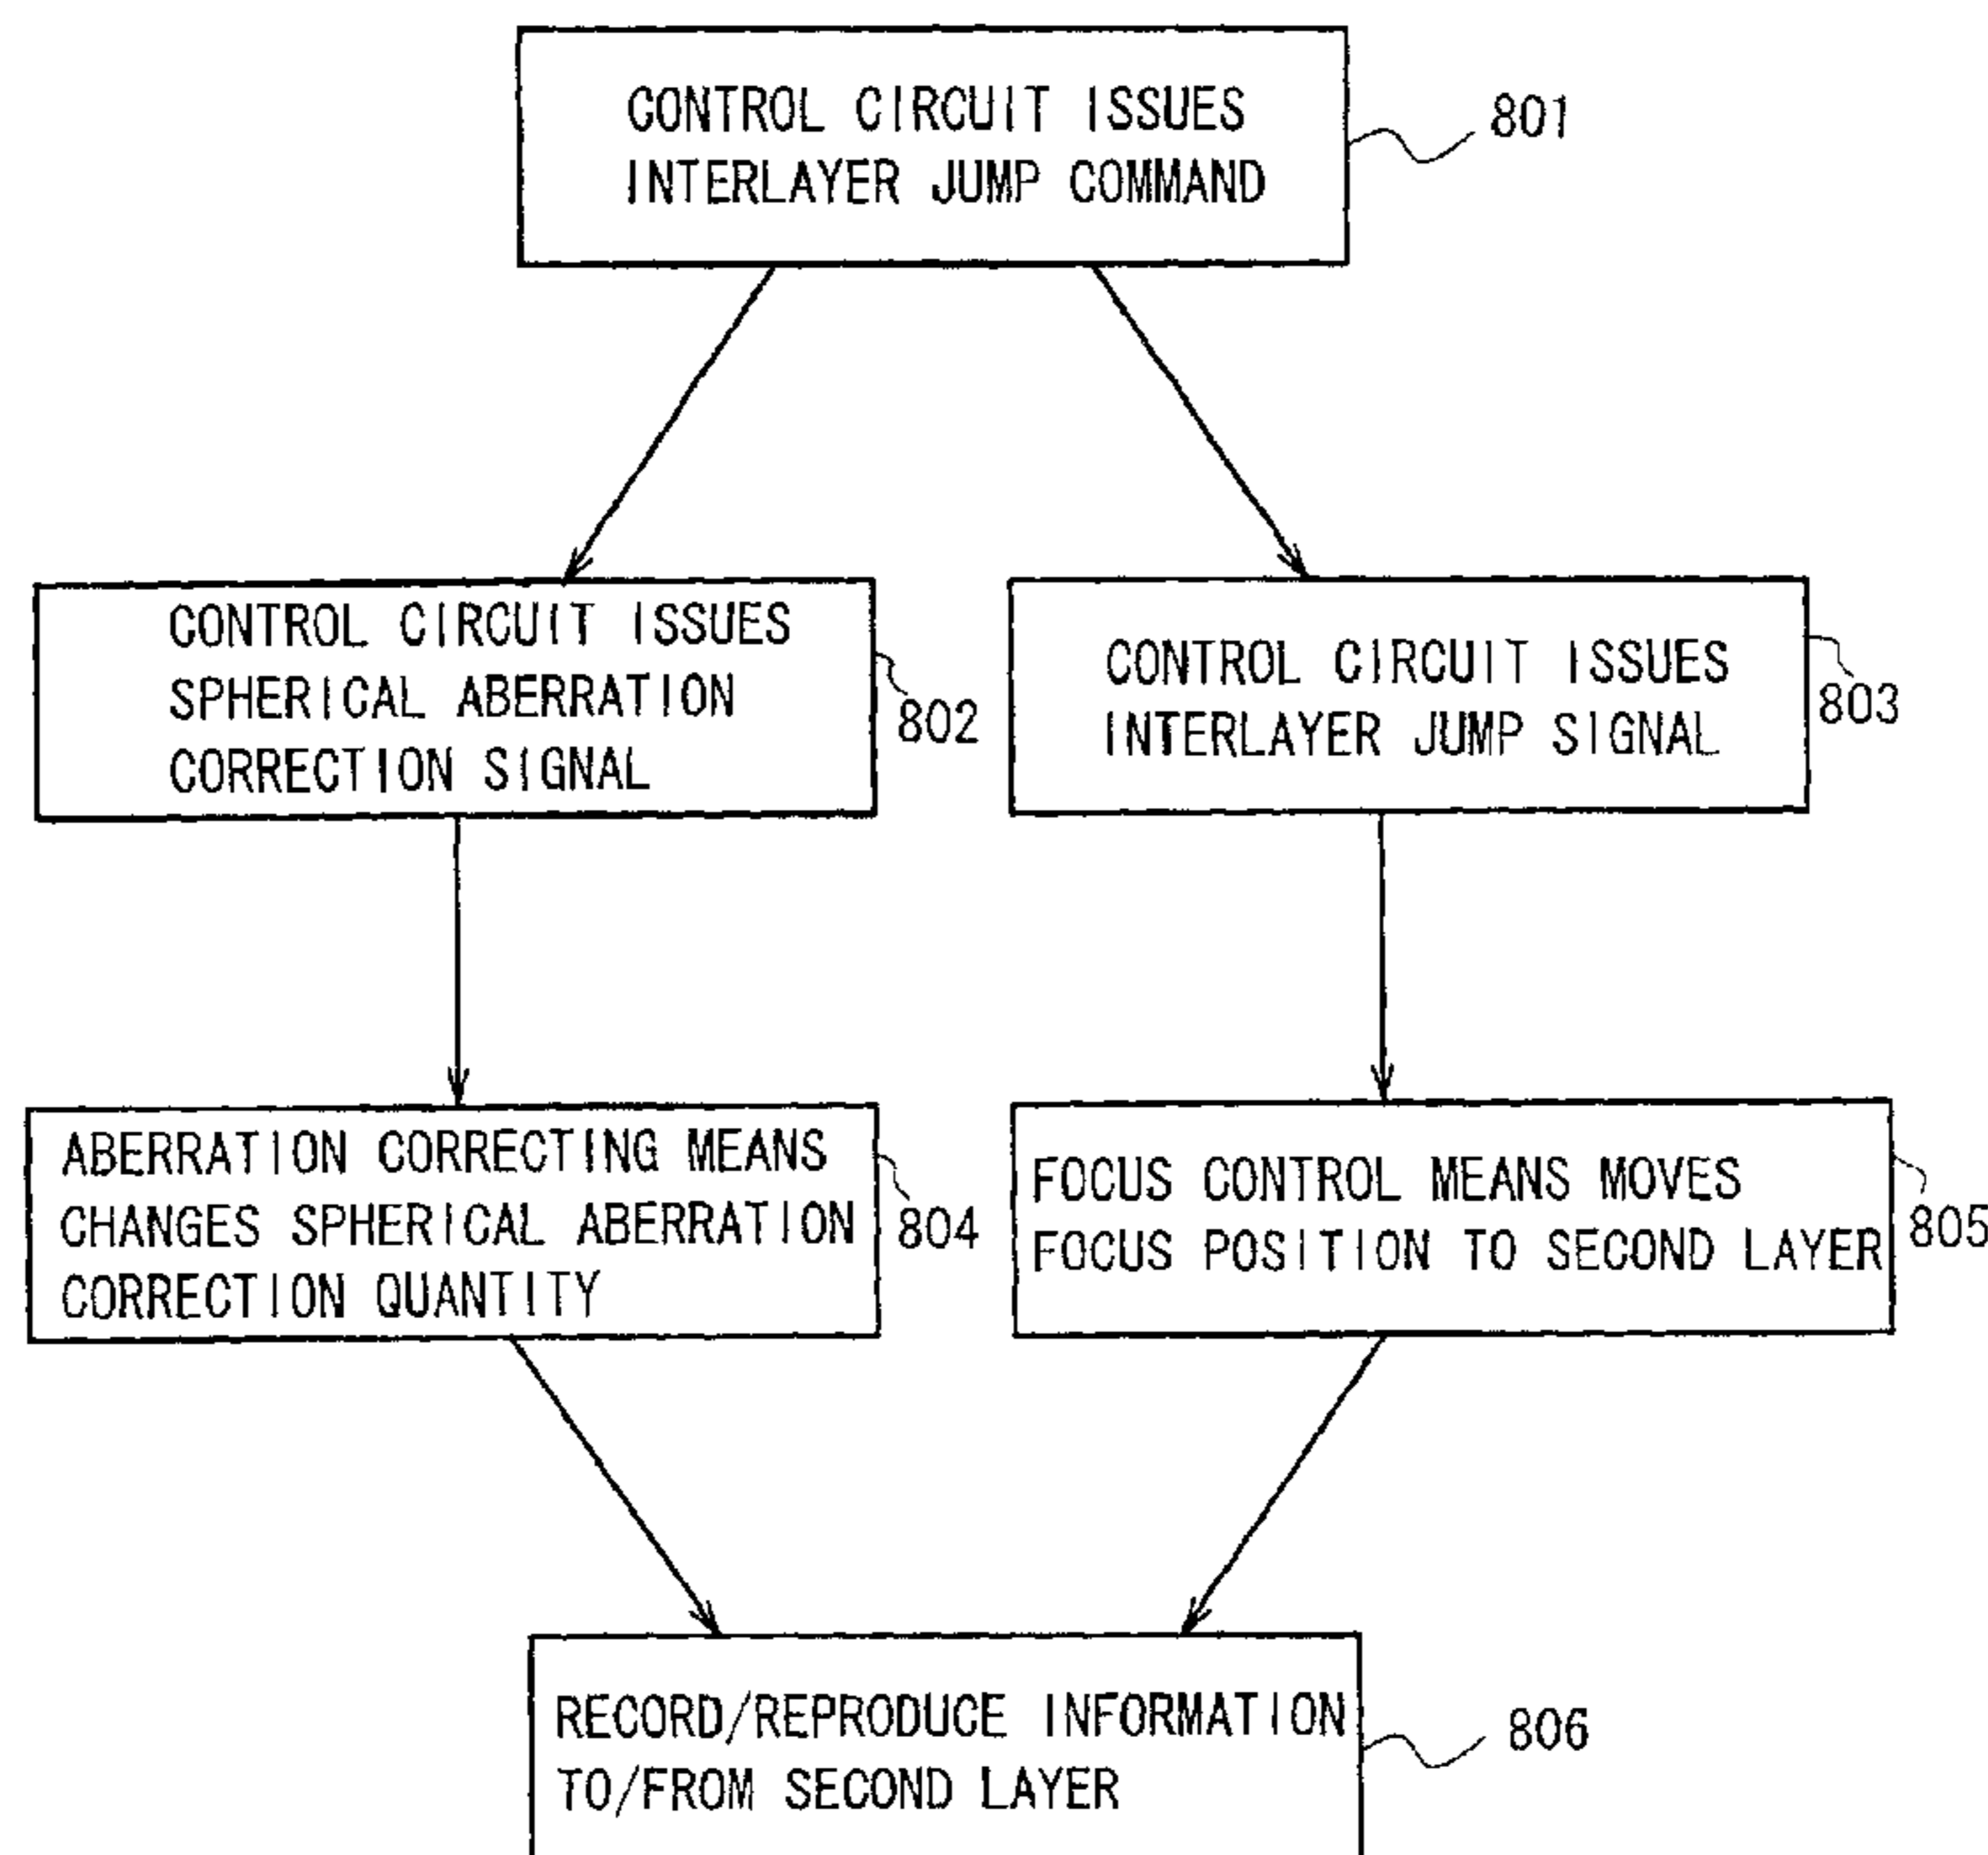 CONTROL CIRCUIT ISSUES
INTERLAYER JUMP COMMAND
801
CONTROL CIRCUIT ISSUES
SPHERICAL ABERRATION
CORRECTION SIGNAL
802
CONTROL CIRCUIT ISSUES
INTERLAYER JUMP SIGNAL
803
ABERRATION CORRECTING MEANS
CHANGES SPHERICAL ABERRATION
CORRECTION QUANTITY
804
FOCUS CONTROL MEANS MOVES
FOCUS POSITION TO SECOND LAYER
805
RECORD/REPRODUCE INFORMATION
TO/FROM SECOND LAYER
806